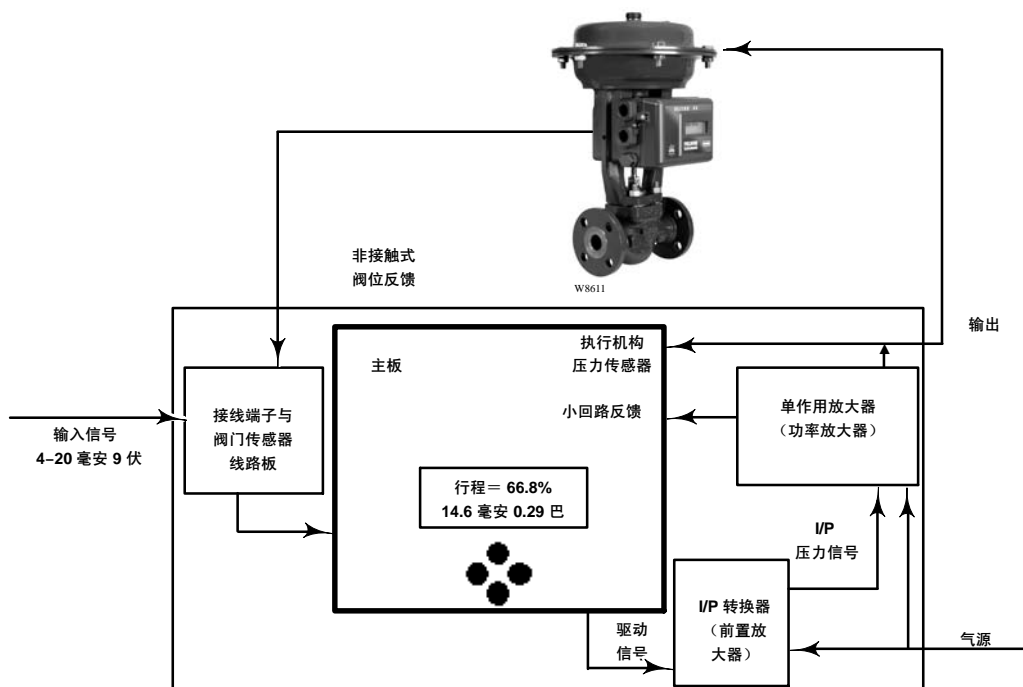 W8611
非接触式
阀位反馈
输出
主板
执行机构
压力传感器
小回路反馈
接线端子与
阀门传感器
线路板
单作用放大器
（功率放大器）
输入信号
4–20 毫安 9 伏
行程＝ 66.8%
14.6 毫安 0.29 巴
I/P
压力信号
I/P 转换器
（前置放
大器）
驱动
信号
气源